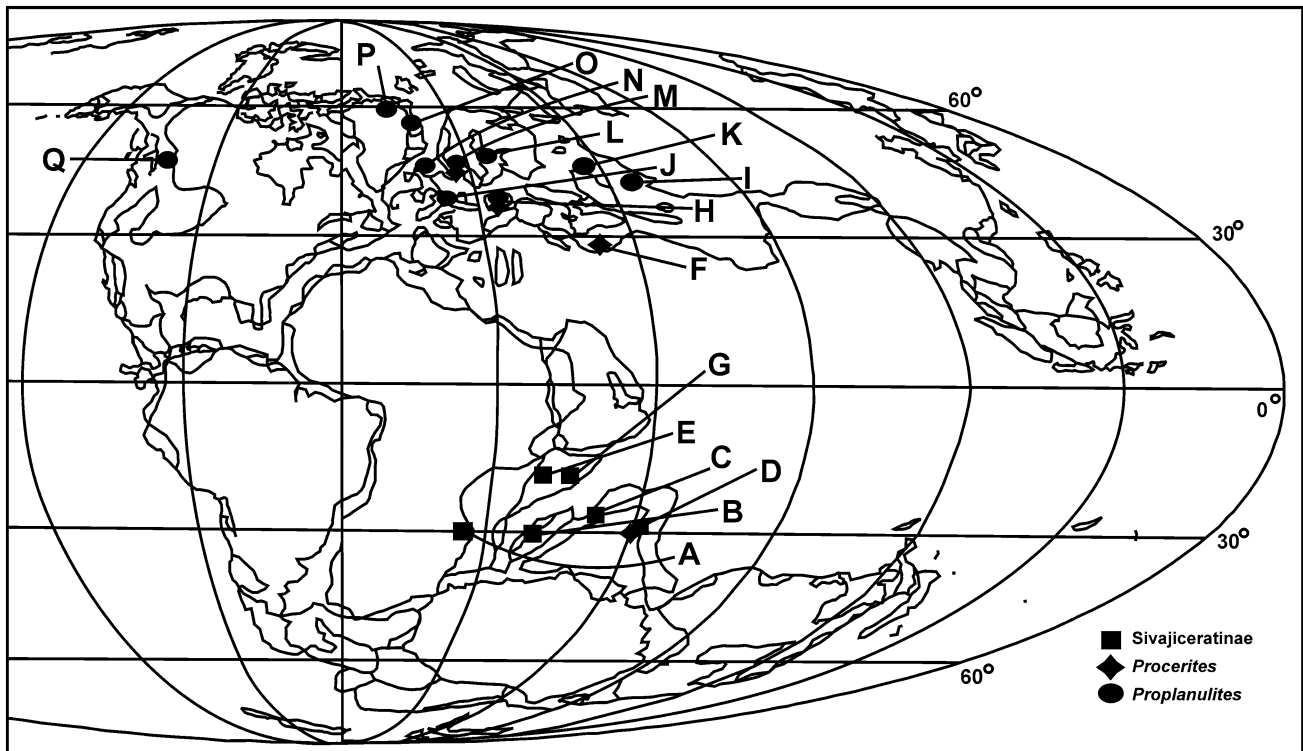 P
O
N
M
60°
L
K
Q
J
I
H
30°
F
G
0°
E
C
D
B
30°
A
Sivajiceratinae
Procerites
60°
Proplanulites